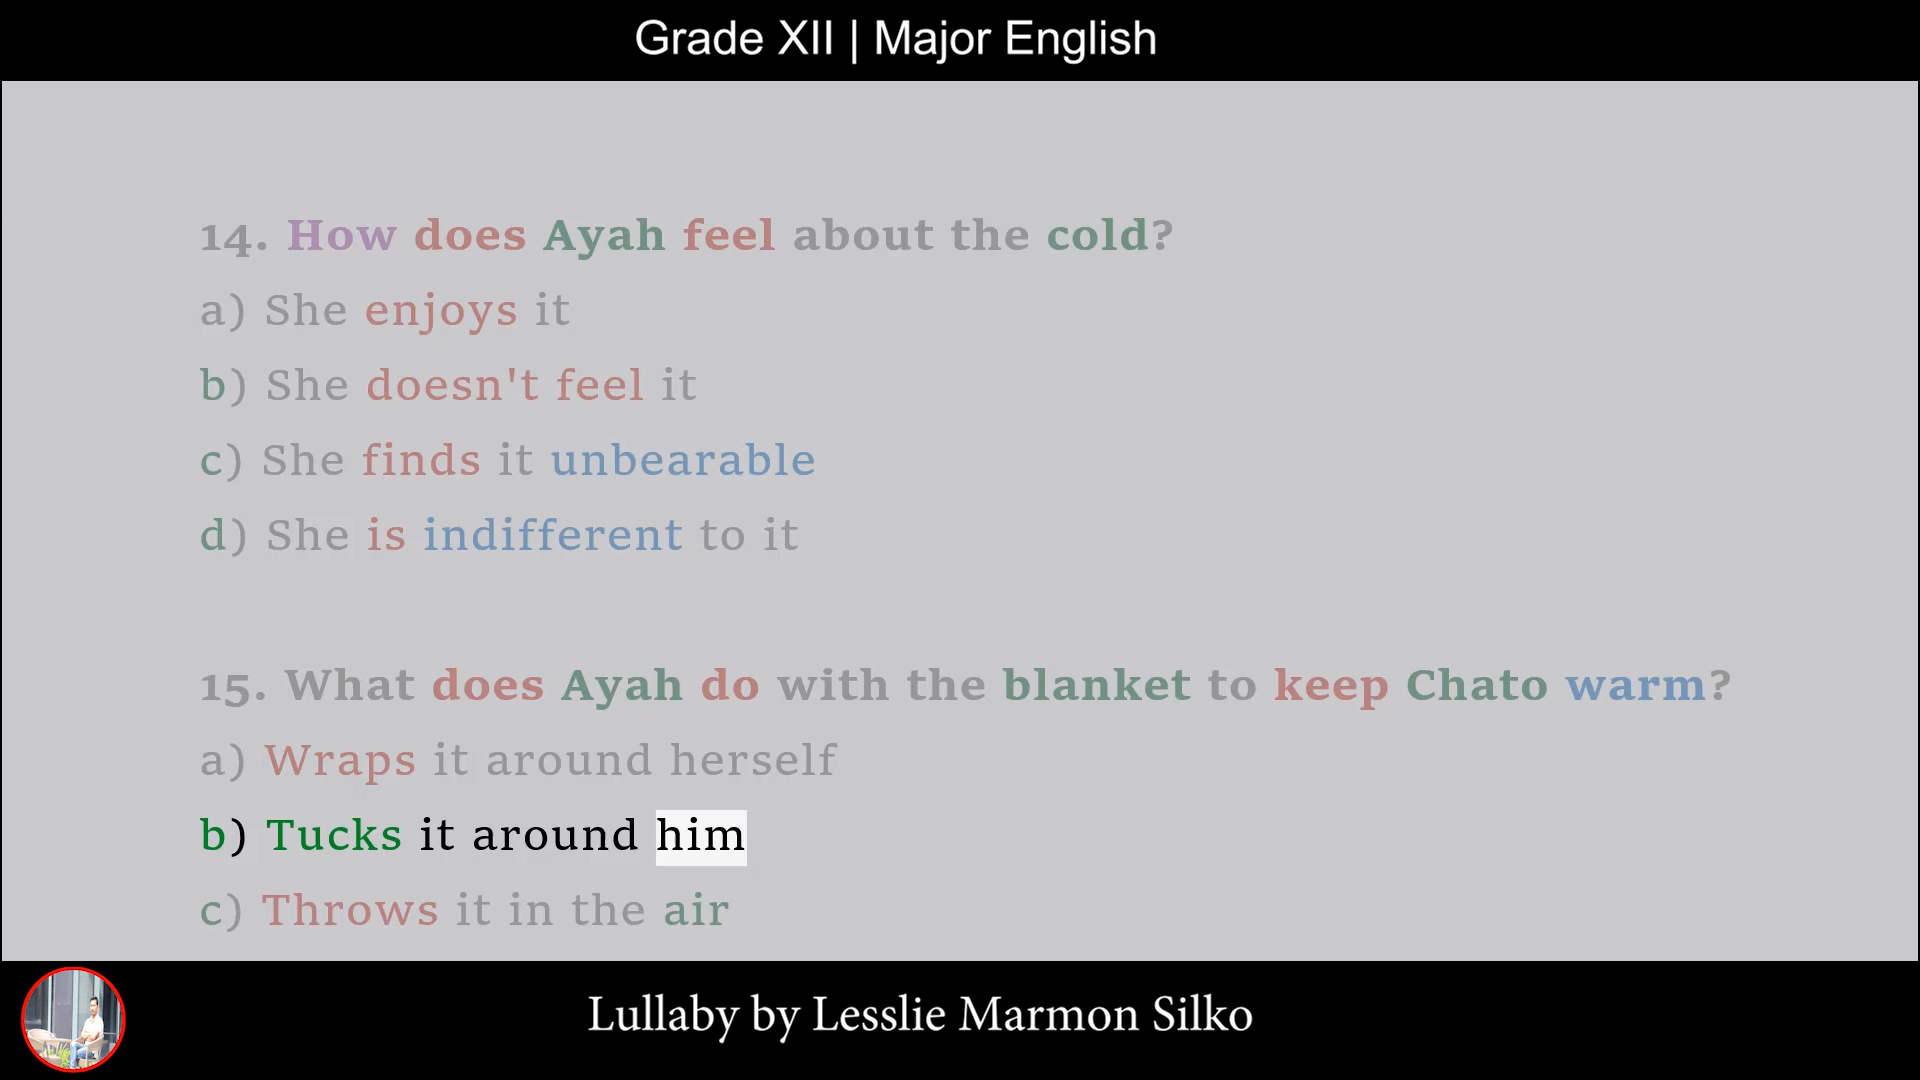 Grade XII | Major English
14. How does Ayah feel about the cold?
a) She enjoys it
b) She doesn't feel it
c) She finds it unbearable
d) She is indifferent to it
15. What does Ayah do with the blanket to keep Chato warm?
a) Wraps it around herself
b) Tucks it around him
c) Throws it in the air
Lullaby by Lesslie Marmon Silko